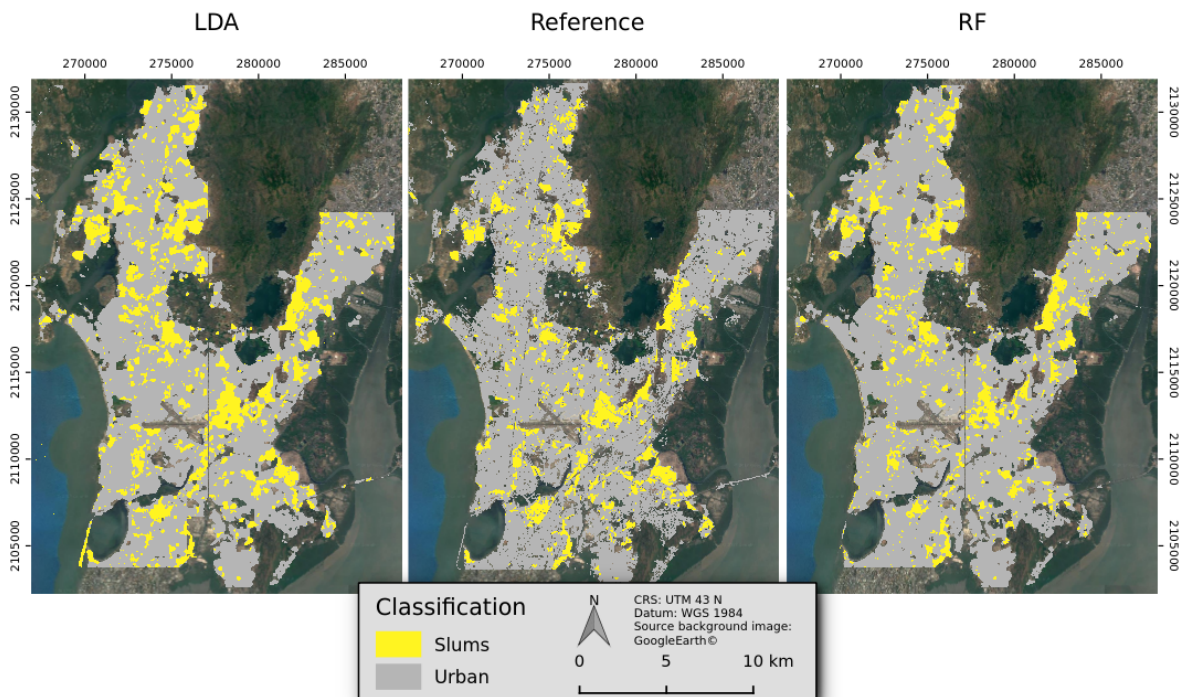 LDA
Reference
RF
270000 275000 280000 285000
270000 275000 280000 285000
270000 275000 280000 285000
2130000
2125000
2120000
2115000
2110000
2105000
2130000
2125000
2120000
2115000
2110000
2105000
Classification
Slums
Urban
N
CRS: UTM 43 N
Datum: WGS 1984
Source background image:
GoogleEarth©
0 5 10 km